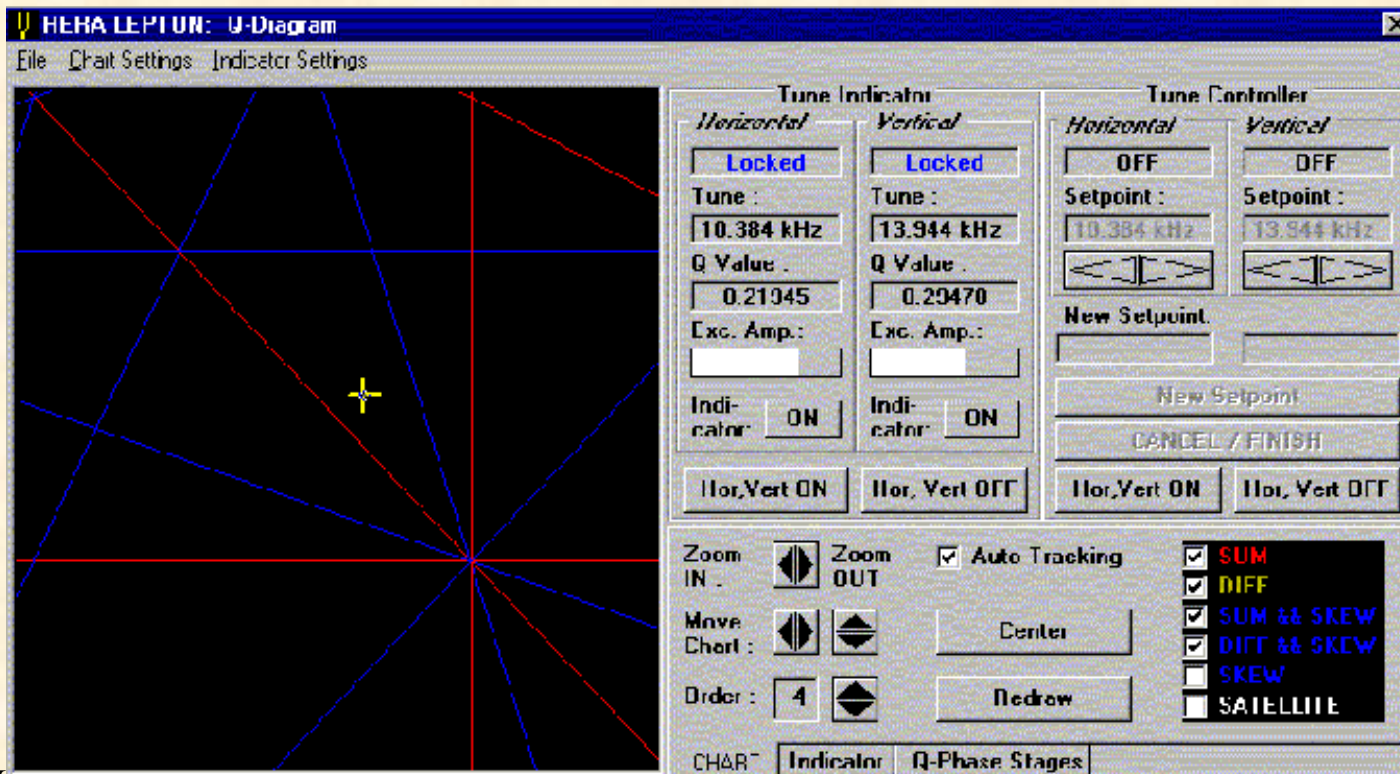 HERA LEPTON: Q-Diagram
File Chart Settings Indicator Settings
Tune Indicator
Horizontal Vertical
Locked Locked
Tune : Tune :
10.384 kHz 13.944 kHz
Q Value : Q Value :
0.21945 0.29470
Exc. Amp.: Exc. Amp.:
Indi-
cator: ON
Indi-
cator: ON
Hor,Vert ON Hor, Vert OFF
Tune Controller
Horizontal Vertical
OFF OFF
Setpoint : Setpoint :
10.384 kHz 13.944 kHz
New Setpoint:
New Setpoint
CANCEL / FINISH
Hor,Vert ON Hor, Vert OFF
Zoom
IN :
Zoom
OUT
Auto Tracking
Move
Chart :
Center
Order : 4
Redraw
SUM
DIFF
SUM && SKEW
DIFF && SKEW
SKEW
SATELLITE
CHART Indicator Q-Phase Stages